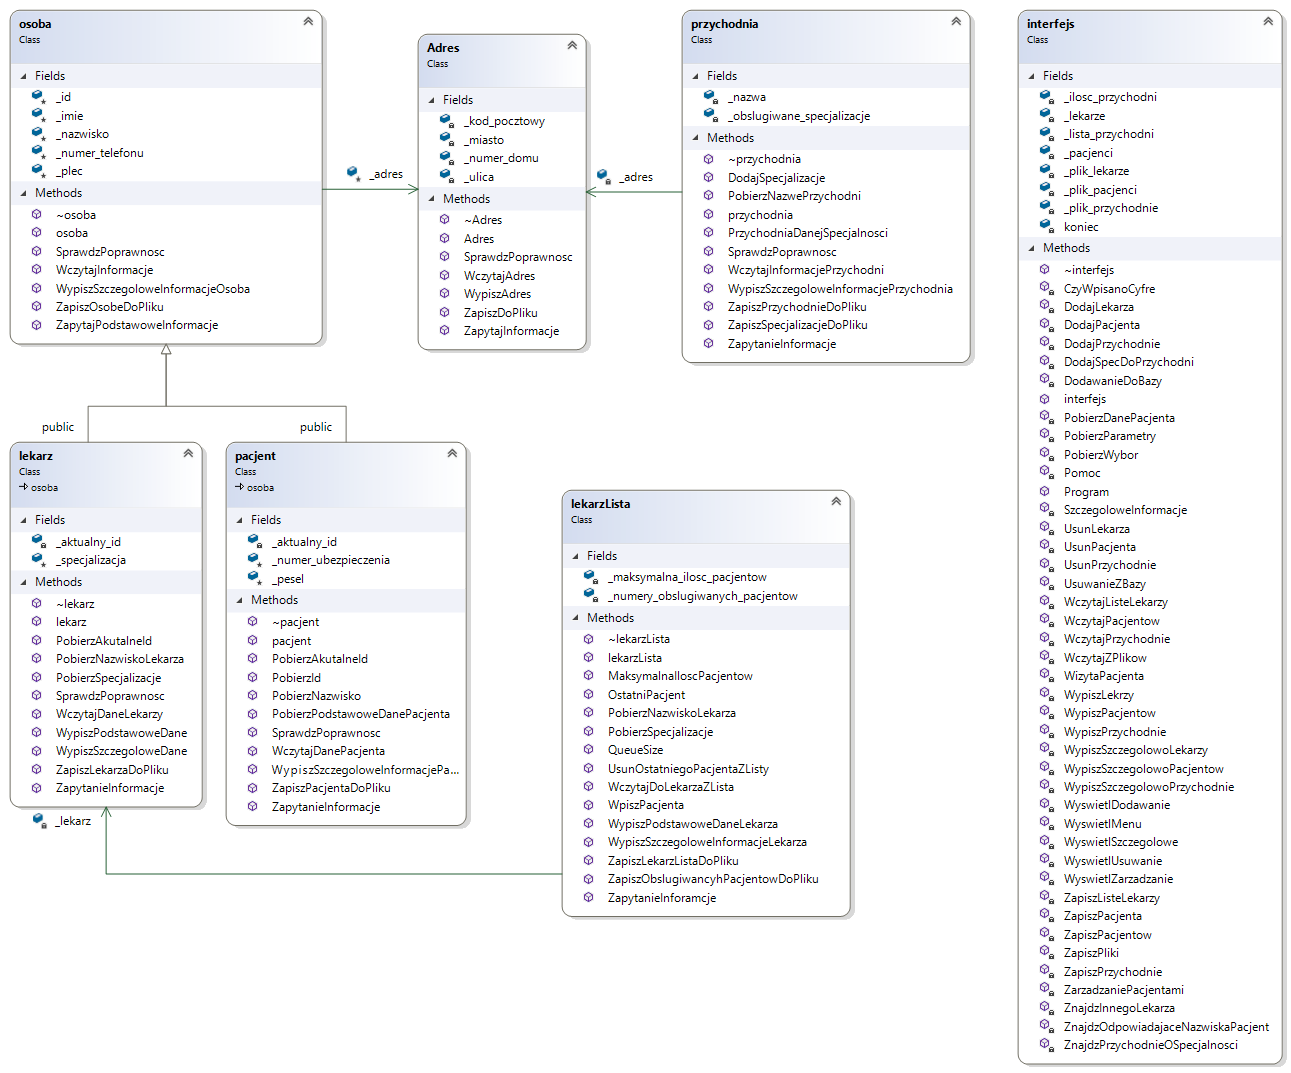 osoba
Class
Fields
_id
_imie
_nazwisko
_numer_telefonu
_plec
Methods
~osoba
osoba
SprawdzPoprawnosc
WczytajInformacje
WypiszSzczegoloweInformacjeOsoba
ZapiszOsobeDoPliku
ZapytajPodstawoweInformacje
_adres
Adres
Class
Fields
_kod_pocztowy
_miasto
_numer_domu
_ulica
Methods
~Adres
Adres
SprawdzPoprawnosc
WczytajAdres
WypiszAdres
ZapiszDoPliku
ZapytajInformacje
_adres
przychodnia
Class
Fields
_nazwa
_obslugiwane_specjalizacje
Methods
~przychodnia
DodajSpecjalizacje
PobierzNazwePrzychodni
przychodnia
PrzychodniaDanejSpecjalnosci
SprawdzPoprawnosc
WczytajInformacjePrzychodni
WypiszSzczegoloweInformacjePrzychodnia
ZapiszPrzychodnieDoPliku
ZapiszSpecjalizacjeDoPliku
ZapytanieInformacje
interfejs
Class
Fields
_ilosc_przychodni
_lekarze
_lista_przychodni
_pacjenci
_plik_lekarze
_plik_pacjenci
_plik_przychodnie
koniec
Methods
~interfejs
CzyWpisanoCyfre
DodajLekarza
DodajPacjenta
DodajPrzychodnie
DodajSpecDoPrzychodni
DodawanieDoBazy
interfejs
PobierzDanePacjenta
PobierzParametry
PobierzWybor
Pomoc
Program
SzczegoloweInformacje
UsunLekarza
UsunPacjenta
UsunPrzychodnie
UsuwanieZBazy
WczytajListeLekarzy
WczytajPacjentow
WczytajPrzychodnie
WczytajZPlikow
WizytaPacjenta
WypiszLekrzy
WypiszPacjentow
WypiszPrzychodnie
WypiszSzczegolowoLekarzy
WypiszSzczegolowoPacjentow
WypiszSzczegolowoPrzychodnie
WyswietlDodawanie
WyswietlMenu
WyswietlSzczegolowe
WyswietlUsuwanie
WyswietlZarzadzanie
ZapiszListeLekarzy
ZapiszPacjenta
ZapiszPacjentow
ZapiszPliki
ZapiszPrzychodnie
ZarzadzaniePacjentami
ZnajdzInnegoLekarza
ZnajdzOdpowiadajaceNazwiskaPacjent
ZnajdzPrzychodnieOSpecjalnosci
public
public
lekarz
Class
osoba
Fields
_aktualny_id
_specjalizacja
Methods
~lekarz
lekarz
PobierzAkutalneId
PobierzNazwiskoLekarza
PobierzSpecjalizacje
SprawdzPoprawnosc
WczytajDaneLekarzy
WypiszPodstawoweDane
WypiszSzczegoloweDane
ZapiszLekarzaDoPliku
ZapytanieInformacje
_lekarz
pacjent
Class
osoba
Fields
_aktualny_id
_numer_ubezpieczenia
_pesel
Methods
~pacjent
pacjent
PobierzAkutalneId
PobierzId
PobierzNazwisko
PobierzPodstawoweDanePacjenta
SprawdzPoprawnosc
WczytajDanePacjenta
WypiszSzczegoloweInformacjePa...
ZapiszPacjentaDoPliku
ZapytanieInformacje
lekarzLista
Class
Fields
_maksymalna_ilosc_pacjentow
_numery_obslugiwanych_pacjentow
Methods
~lekarzLista
lekarzLista
MaksymalnaIloscPacjentow
OstatniPacjent
PobierzNazwiskoLekarza
PobierzSpecjalizacje
QueueSize
UsunOstatniegoPacjentaZListy
WczytajDoLekarzaZLista
WpiszPacjenta
WypiszPodstawoweDaneLekarza
WypiszSzczegoloweInformacjeLekarza
ZapiszLekarzListaDoPliku
ZapiszObslugiwancyhPacjentowDoPliku
ZapytanieInforamcje